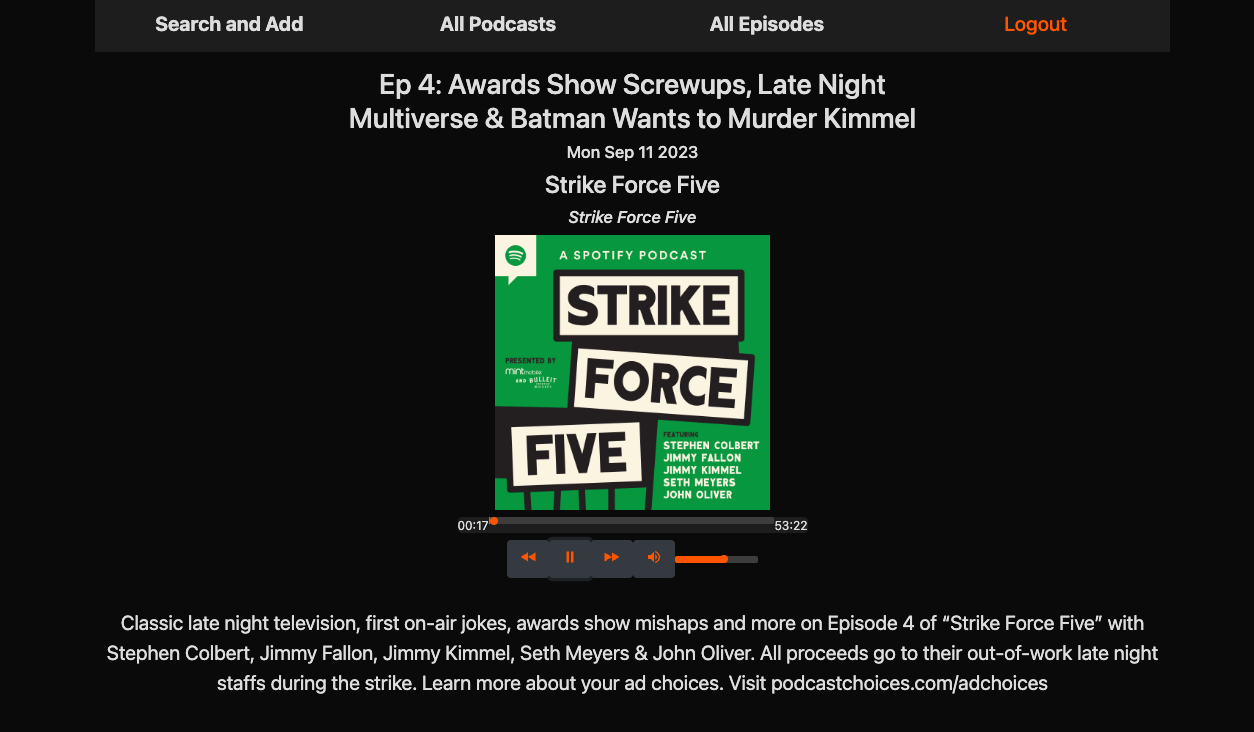 Search and Add All Podcasts All Episodes Logout
Ep 4: Awards Show Screwups, Late Night
Multiverse & Batman Wants to Murder Kimmel
Mon Sep 11 2023
Strike Force Five
Strike Force Five
A SPOTIFY PODCAST
STRIKE
PRESENTED BY
mint mobile
AND BULLEIT
FORCE
FIVE
FEATURING
STEPHEN COLBERT
JIMMY FALLON
JIMMY KIMMEL
SETH MEYERS
JOHN OLIVER
00:17 53:22
Classic late night television, first on-air jokes, awards show mishaps and more on Episode 4 of “Strike Force Five” with
Stephen Colbert, Jimmy Fallon, Jimmy Kimmel, Seth Meyers & John Oliver. All proceeds go to their out-of-work late night
staffs during the strike. Learn more about your ad choices. Visit podcastchoices.com/adchoices